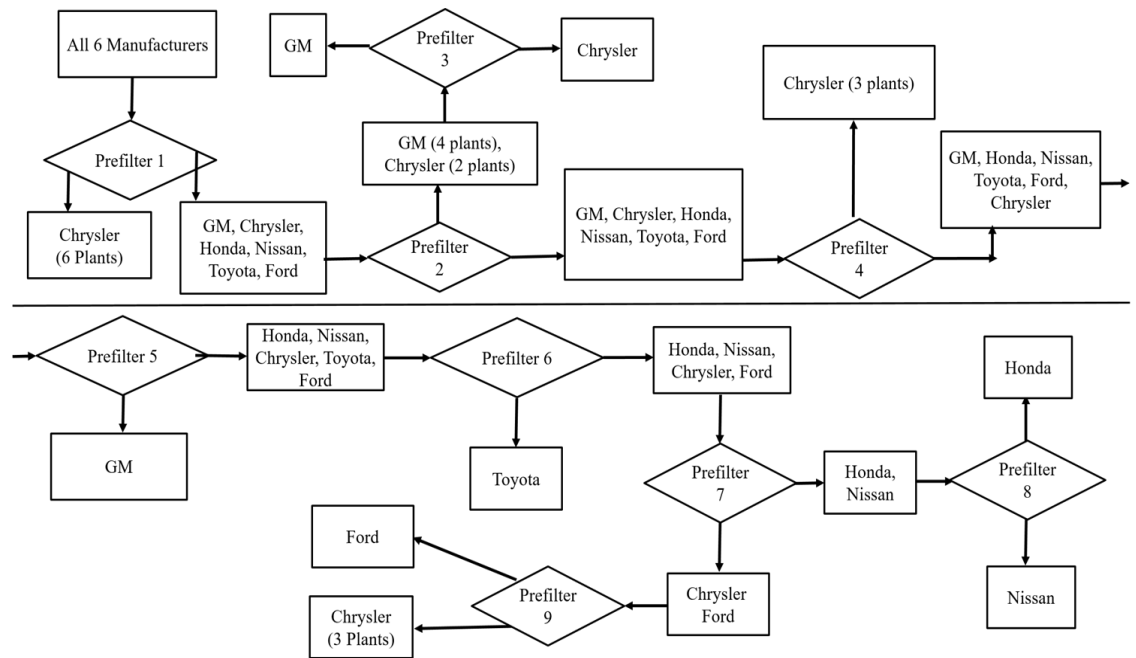 All 6 Manufacturers
Prefilter 1
Chrysler
(6 Plants)
GM, Chrysler,
Honda, Nissan,
Toyota, Ford
Prefilter
2
GM (4 plants),
Chrysler (2 plants)
Prefilter
3
GM
Chrysler
GM, Chrysler, Honda,
Nissan, Toyota, Ford
Prefilter
4
Chrysler (3 plants)
GM, Honda, Nissan,
Toyota, Ford,
Chrysler
Prefilter 5
GM
Honda, Nissan,
Chrysler, Toyota,
Ford
Prefilter 6
Toyota
Honda, Nissan,
Chrysler, Ford
Prefilter
7
Honda,
Nissan
Prefilter
8
Honda
Nissan
Chrysler
Ford
Prefilter
9
Ford
Chrysler
(3 Plants)